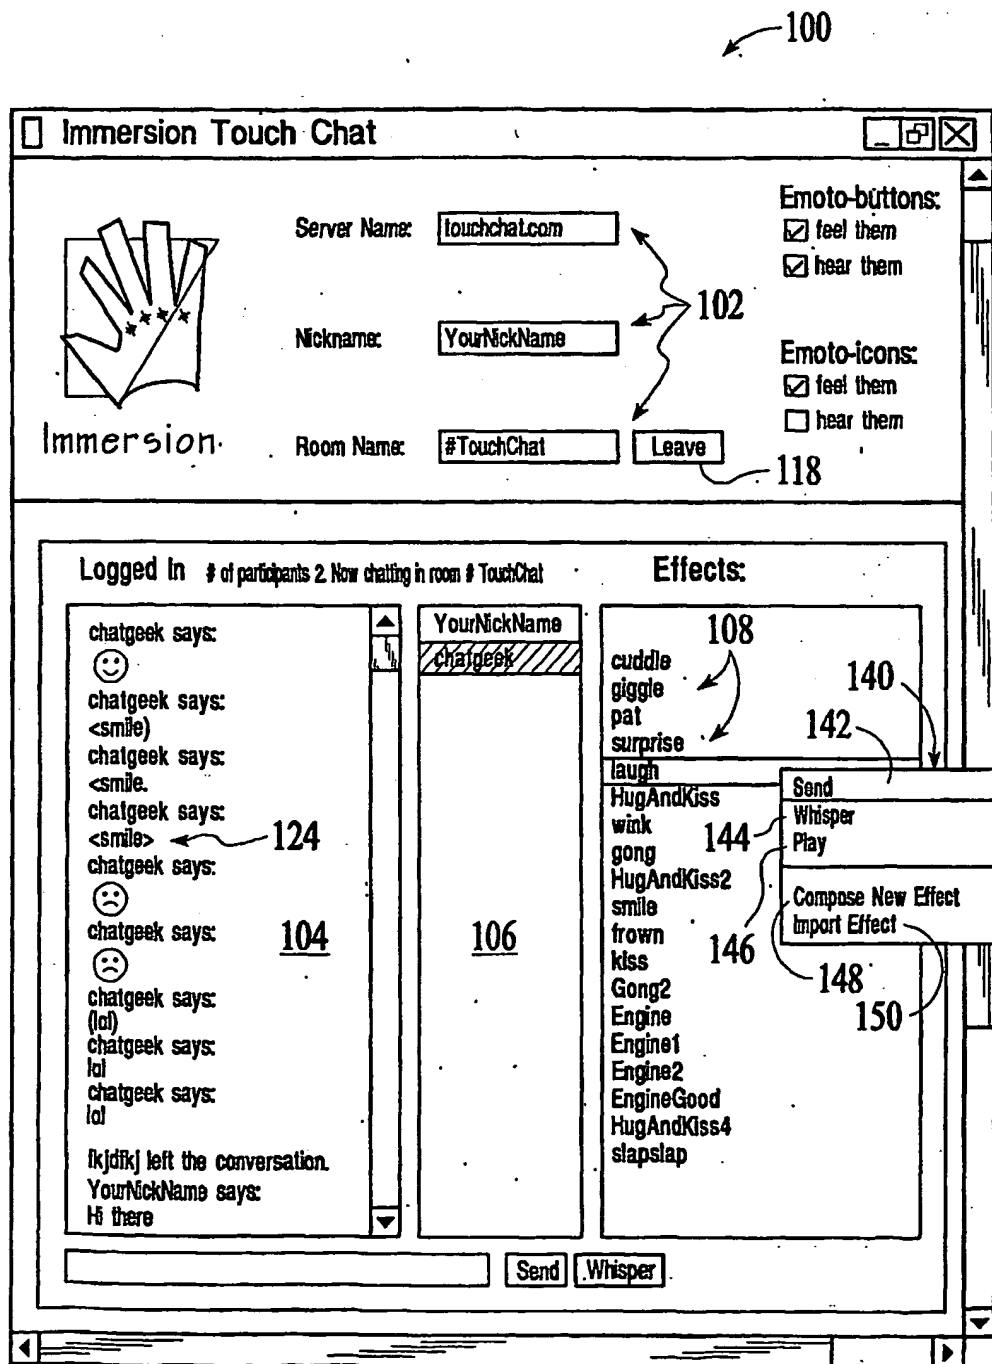 100
Immersion Touch Chat
Emoto-buttons:
Server Name: touchchat.com
feel them
hear them
102
Nickname: YourNickName
Emoto-icons:
feel them
hear them
Immersion
Room Name: #TouchChat Leave
118
Logged In # of participants 2. Now chatting in room # TouchChat
Effects:
chatgeek says:
chatgeek says:
<smile)
chatgeek says:
<smile.
chatgeek says:
<smile>
124
chatgeek says:
chatgeek says:
104
chatgeek says:
(lol)
chatgeek says:
lol
chatgeek says:
lol
fkjdfkj left the conversation.
YourNickName says:
Hi there
YourNickName
chatgeek
106
108
cuddle
giggle
pat
surprise
laugh
HugAndKiss
wink
gong
HugAndKiss2
smile
frown
kiss
Gong2
Engine
Engine1
Engine2
EngineGood
HugAndKiss4
slapslap
140
142
Send
144
Whisper
Play
146
Compose New Effect
Import Effect
148
150
Send Whisper